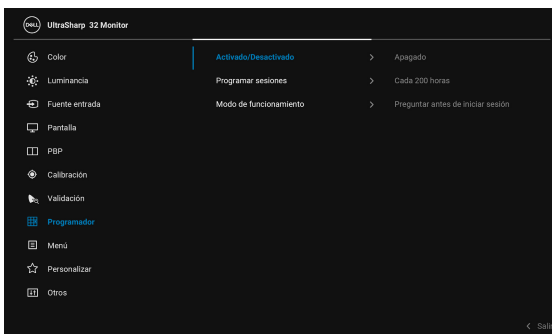 DELL UltraSharp 32 Monitor
Color
Activado/Desactivado > Apagado
Luminancia
Programar sesiones > Cada 200 horas
Fuente entrada
Modo de funcionamiento > Preguntar antes de iniciar sesión
Pantalla
PBP
Calibración
Validación
Programador
Menú
Personalizar
Otros